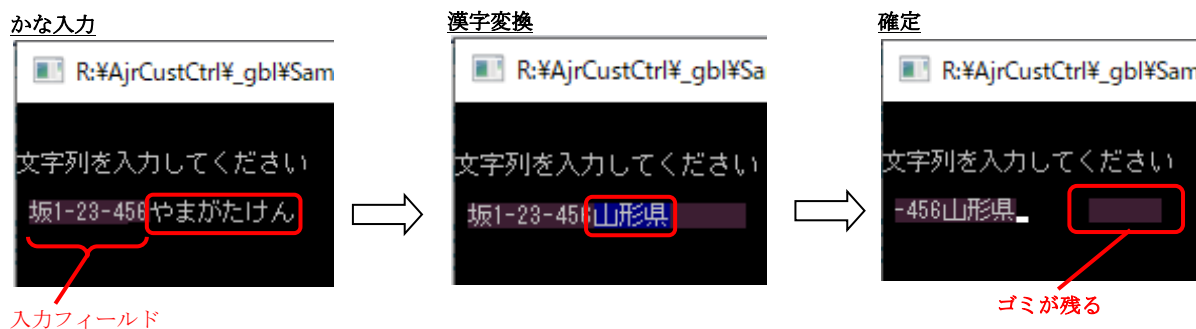 かな入力
漢字変換
確定
R:¥AjrCustCtrl¥_gbl¥Sam
R:¥AjrCustCtrl¥_gbl¥Sa
R:¥AjrCustCtrl¥_gbl¥Sam
文字列を入力してください
文字列を入力してください
文字列を入力してください
坂1-23-456やまがたけん
坂1-23-456山形県
-456山形県
入力フィールド
ゴミが残る